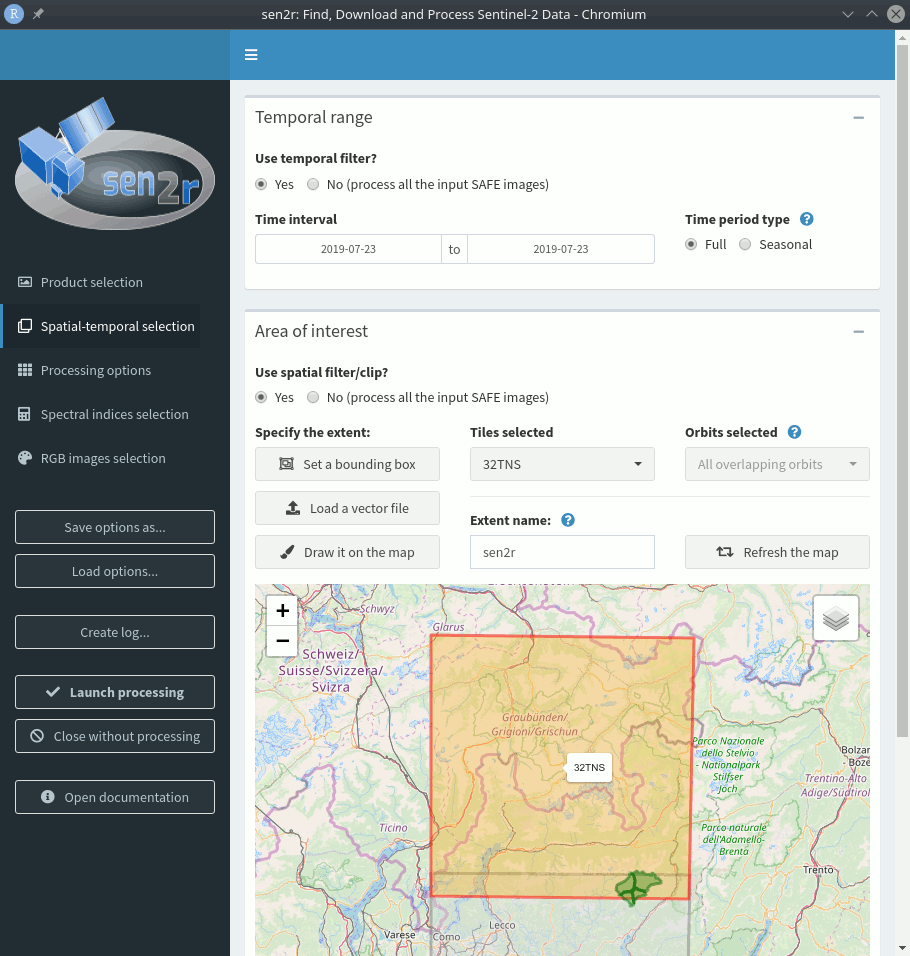 sen2r: Find, Download and Process Sentinel-2 Data - Chromium
sen2r
Product selection
Spatial-temporal selection
Processing options
Spectral indices selection
RGB images selection
Save options as...
Load options...
Create log...
Launch processing
Close without processing
Open documentation
Temporal range
Use temporal filter?
Yes No (process all the input SAFE images)
Time interval
Time period type
2019-07-23 to 2019-07-23
Full Seasonal
Area of interest
Use spatial filter/clip?
Yes No (process all the input SAFE images)
Specify the extent:
Tiles selected
Orbits selected
Set a bounding box
32TNS
All overlapping orbits
Load a vector file
Extent name:
Draw it on the map
sen2r
Refresh the map
+
−
Schwyz
Glarus
Schweiz/
Suisse/Svizzera/
Svizra
Graubünden/
Grigioni/Grischun
32TNS
Parco Nazionale
dello Stelvio
- Nationalpark
Stilfser
Joch
Bolzan
- Boze
Trentino-Alto
Adige/Südtirol
Ticino
Parco naturale
dell'Adamello-
Brenta
Trento
Lecco
Varese
Como